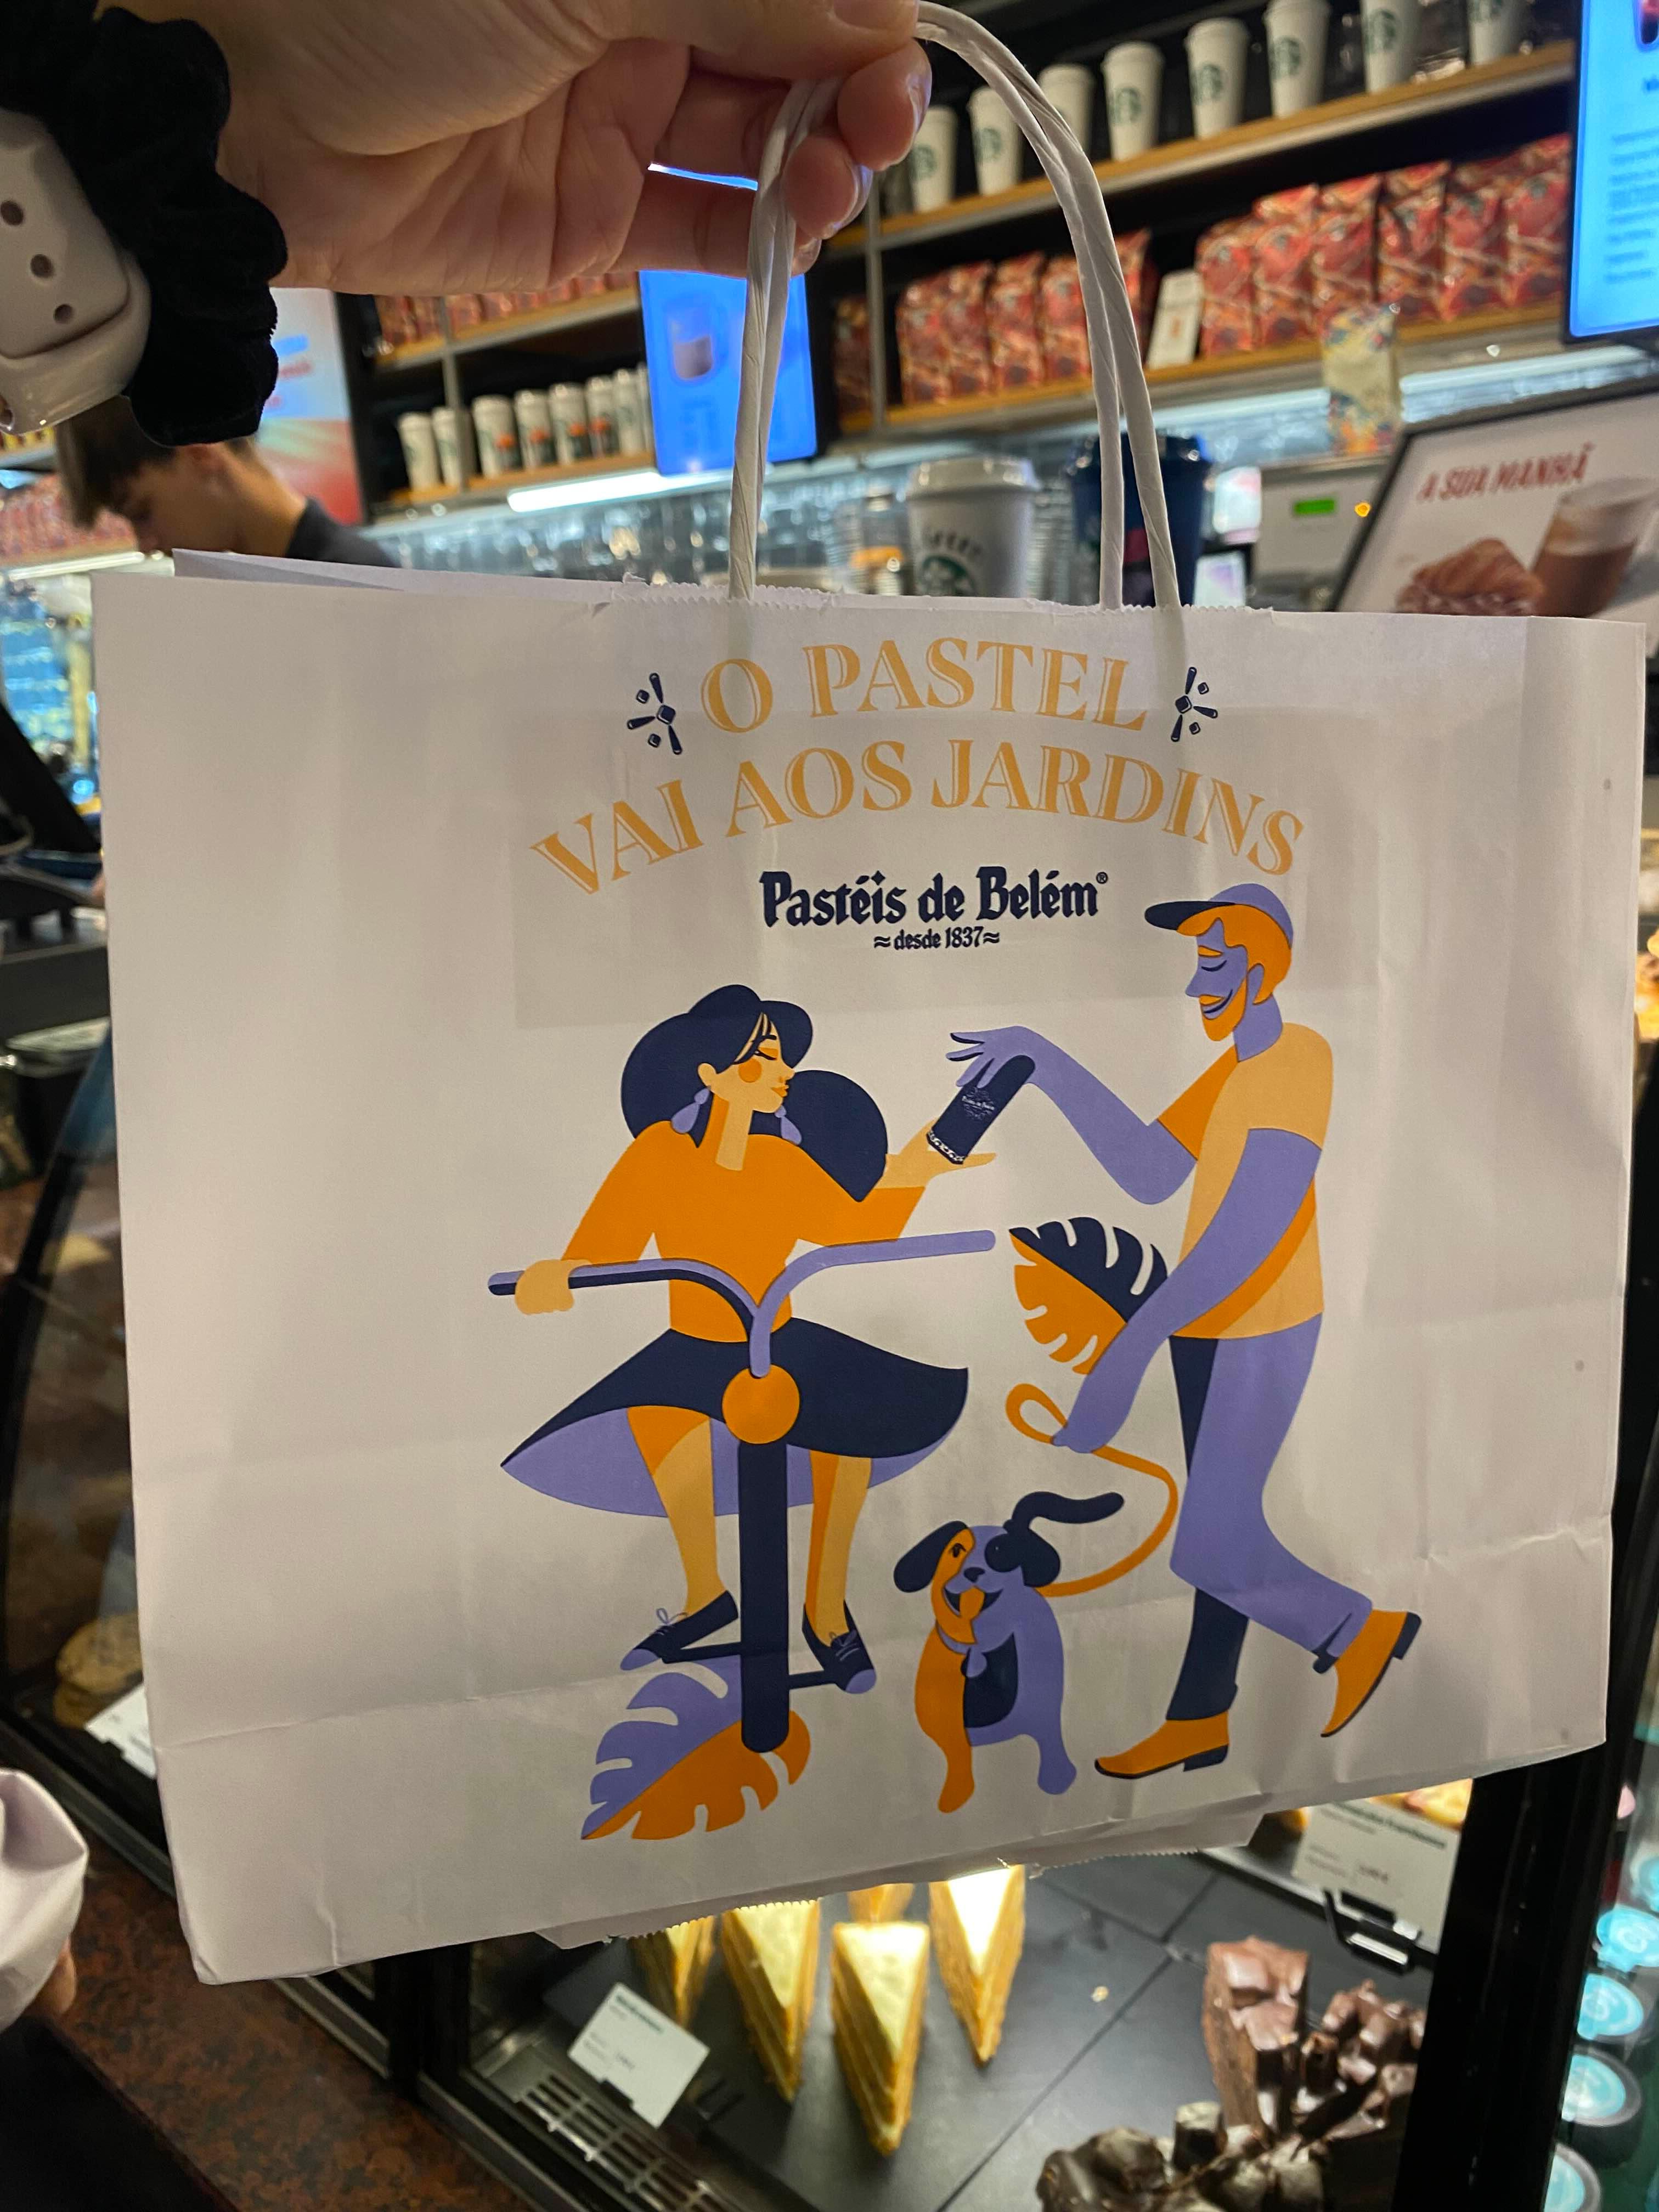 A SUA MANHÃ
O PASTEL
VAI AOS JARDINS
Pastéis de Belém®
≈desde 1837≈